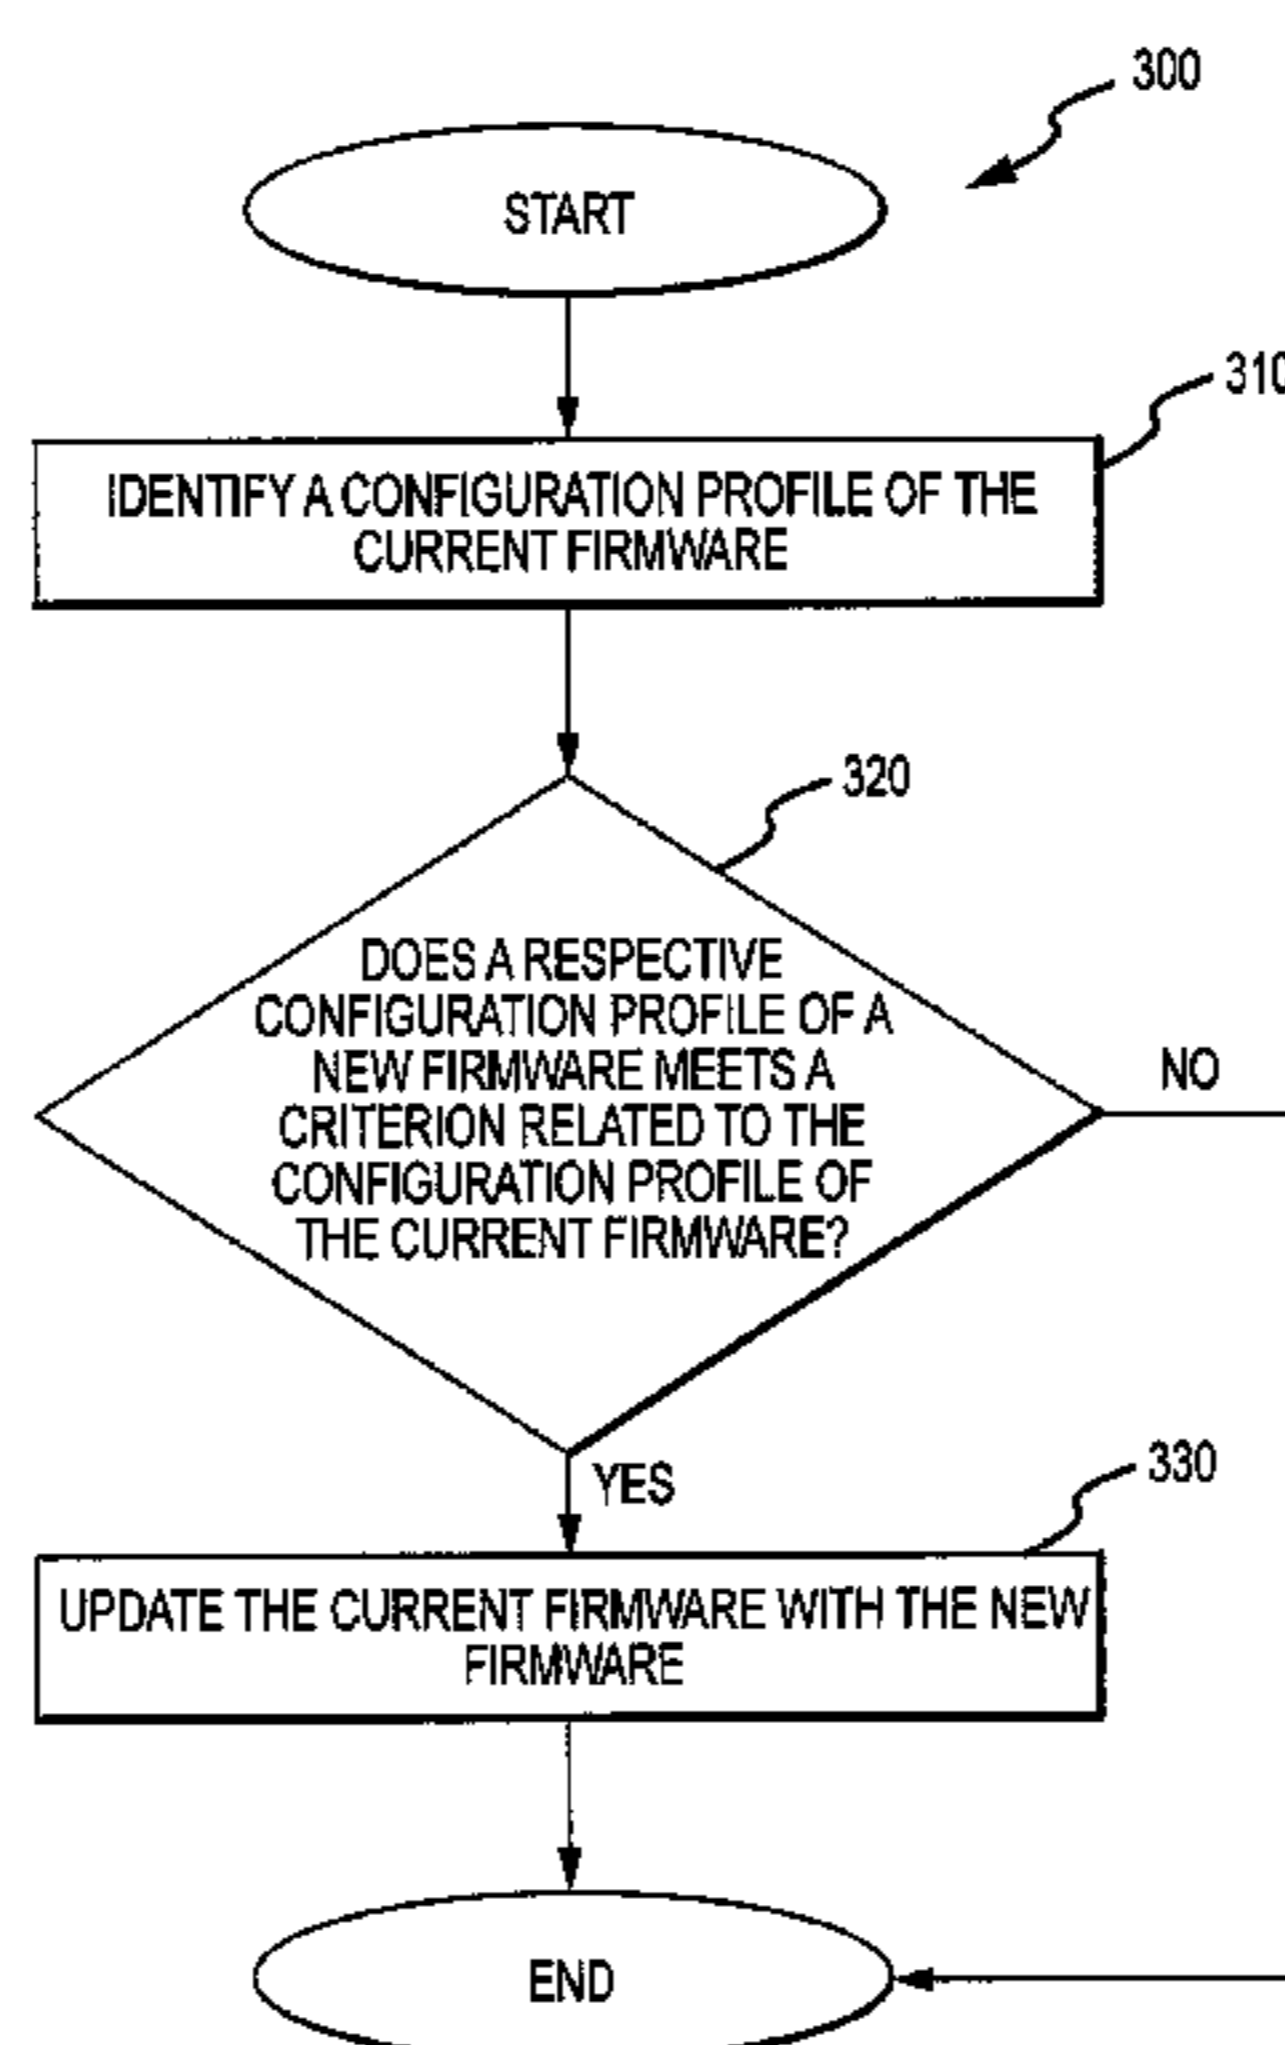 300
START
310
IDENTIFY A CONFIGURATION PROFILE OF THE
CURRENT FIRMWARE
320
DOES A RESPECTIVE
CONFIGURATION PROFILE OF A
NEW FIRMWARE MEETS A
CRITERION RELATED TO THE
CONFIGURATION PROFILE OF
THE CURRENT FIRMWARE?
NO
YES
330
UPDATE THE CURRENT FIRMWARE WITH THE NEW
FIRMWARE
END